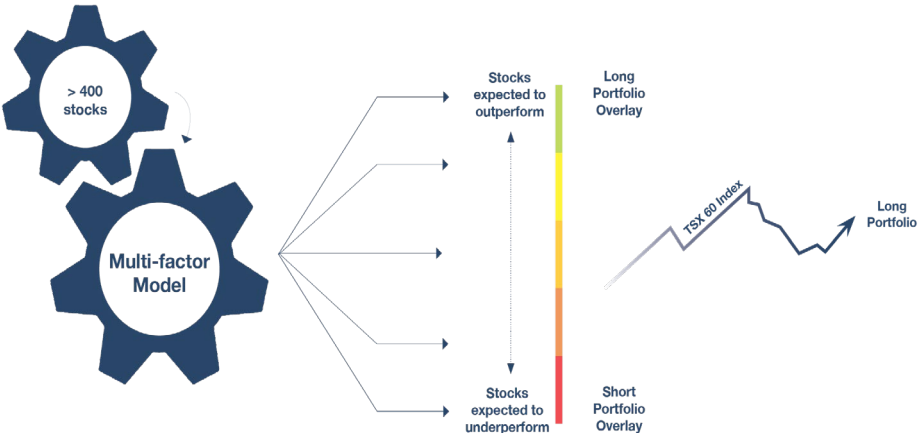 > 400
stocks
Multi-factor
Model
Stocks
expected to
outperform
Long
Portfolio
Overlay
TSX 60 Index
Long
Portfolio
Stocks
expected to
underperform
Short
Portfolio
Overlay